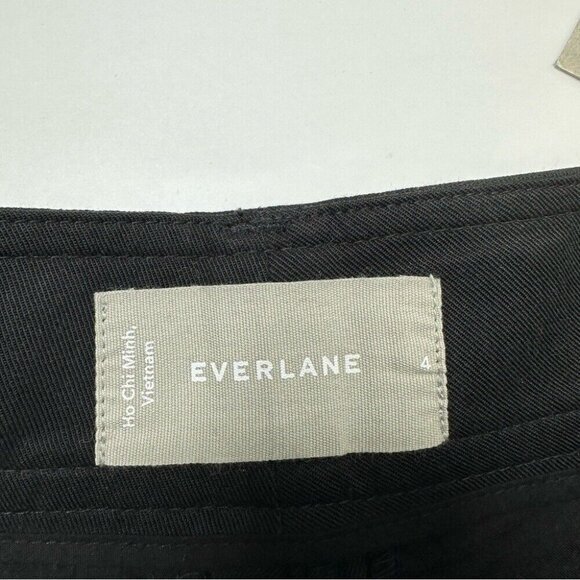 Ho Chi Minh,
Vietnam
EVERLANE
4